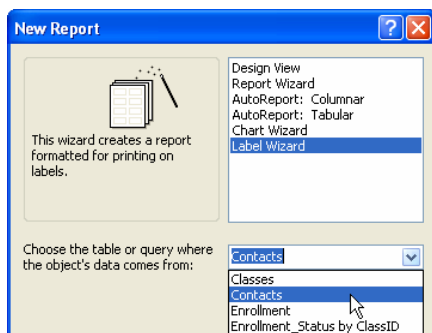 New Report
Design View
Report Wizard
AutoReport: Columnar
AutoReport: Tabular
Chart Wizard
Label Wizard
This wizard creates a report
formatted for printing on
labels.
Choose the table or query where
the object's data comes from:
Contacts
Classes
Contacts
Enrollment
Enrollment_Status by ClassID